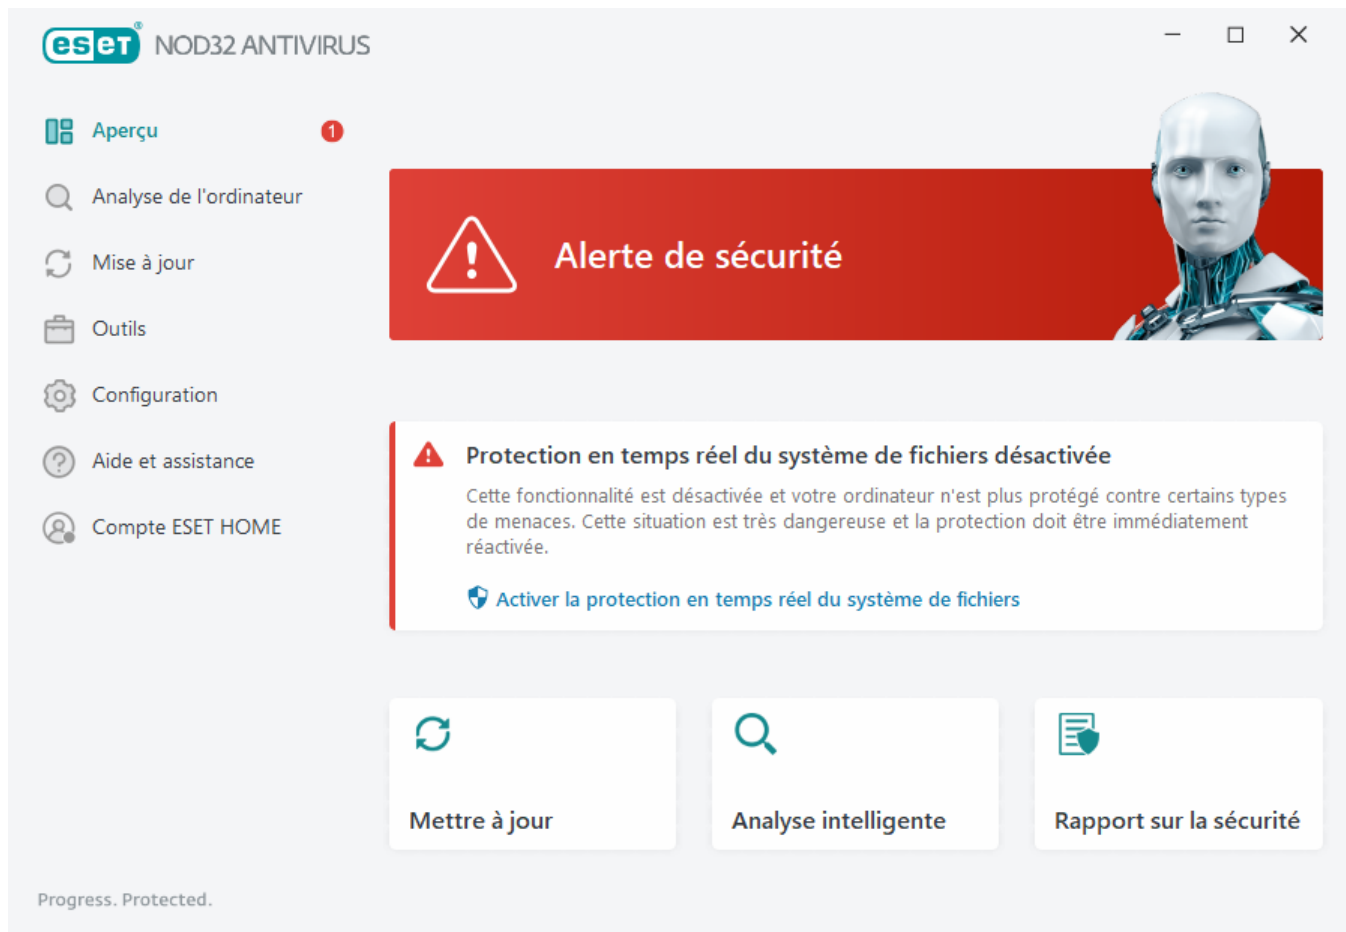 eset® NOD32 ANTIVIRUS
Aperçu 1
Analyse de l'ordinateur
Mise à jour
Outils
Configuration
Aide et assistance
Compte ESET HOME
Alerte de sécurité
Protection en temps réel du système de fichiers désactivée
Cette fonctionnalité est désactivée et votre ordinateur n'est plus protégé contre certains types
de menaces. Cette situation est très dangereuse et la protection doit être immédiatement
réactivée.
Activer la protection en temps réel du système de fichiers
Mettre à jour
Analyse intelligente
Rapport sur la sécurité
Progress. Protected.